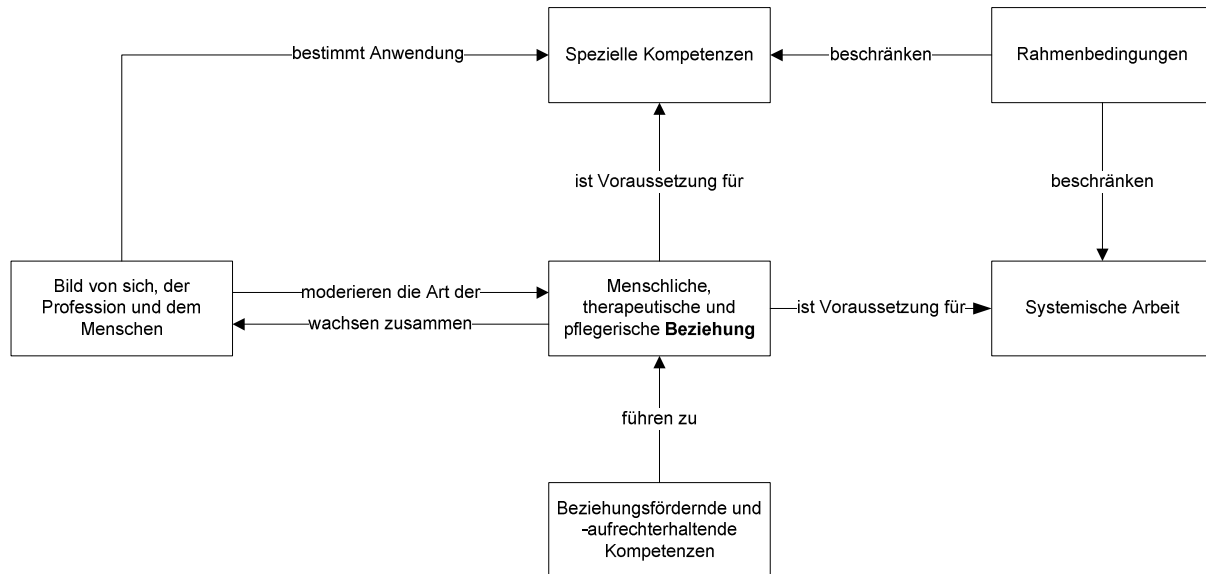 bestimmt Anwendung
Spezielle Kompetenzen
beschränken
Rahmenbedingungen
ist Voraussetzung für
beschränken
Bild von sich, der
Profession und dem
Menschen
moderieren die Art der
wachsen zusammen
Menschliche,
therapeutische und
pflegerische Beziehung
ist Voraussetzung für
Systemische Arbeit
führen zu
Beziehungsfördernde und
-aufrechterhaltende
Kompetenzen